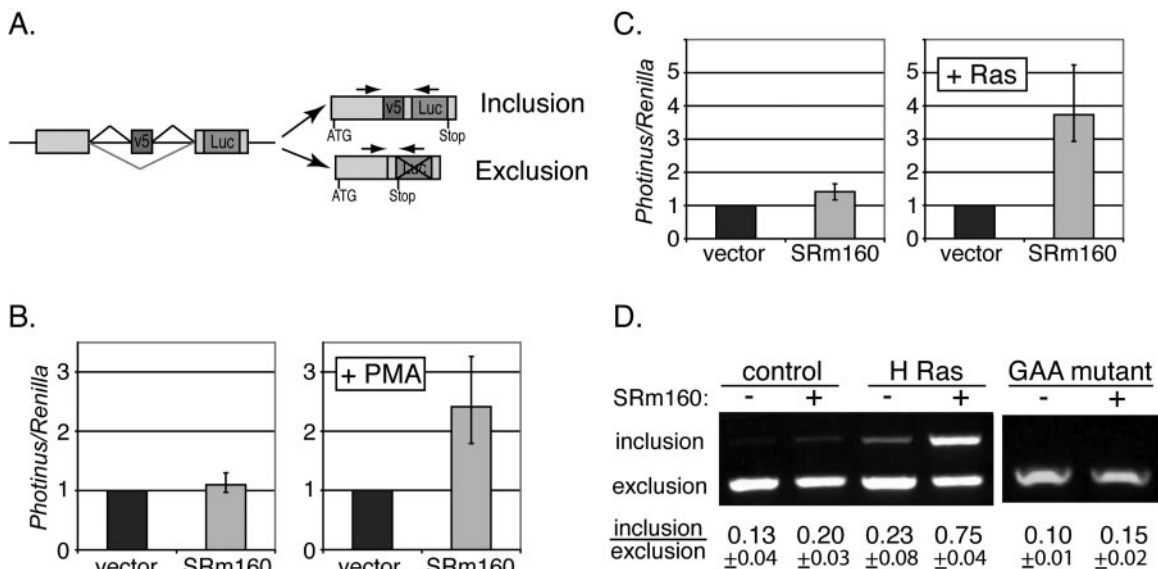 A.
v5
Luc
v5
Luc
Inclusion
ATG
Stop
Luc
Exclusion
ATG
Stop
B.
Photinus/Renilla
3
2
1
0
vector
SRm160
+ PMA
3
2
1
0
vector
SRm160
C.
Photinus/Renilla
5
4
3
2
1
0
vector
SRm160
+ Ras
5
4
3
2
1
0
vector
SRm160
D.
control H Ras GAA mutant
SRm160: - + - + - +
inclusion
exclusion
inclusion 0.13 0.20 0.23 0.75 0.10 0.15
exclusion ±0.04 ±0.03 ±0.08 ±0.04 ±0.01 ±0.02